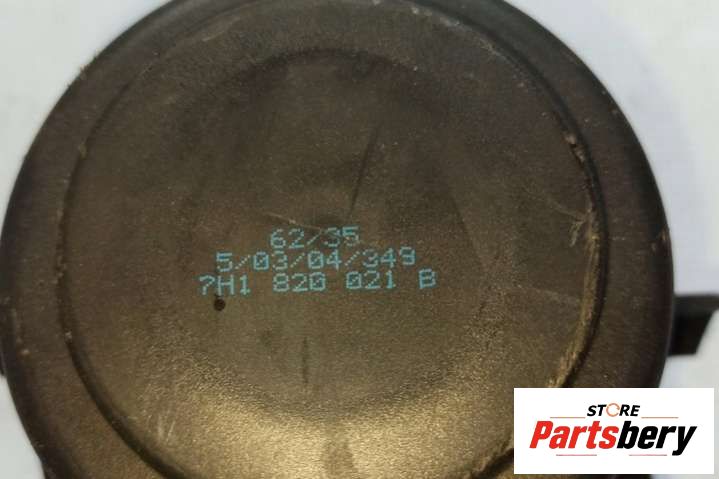 62/35
5/03/04/349
7H1 820 021 B
STORE
Partsbery